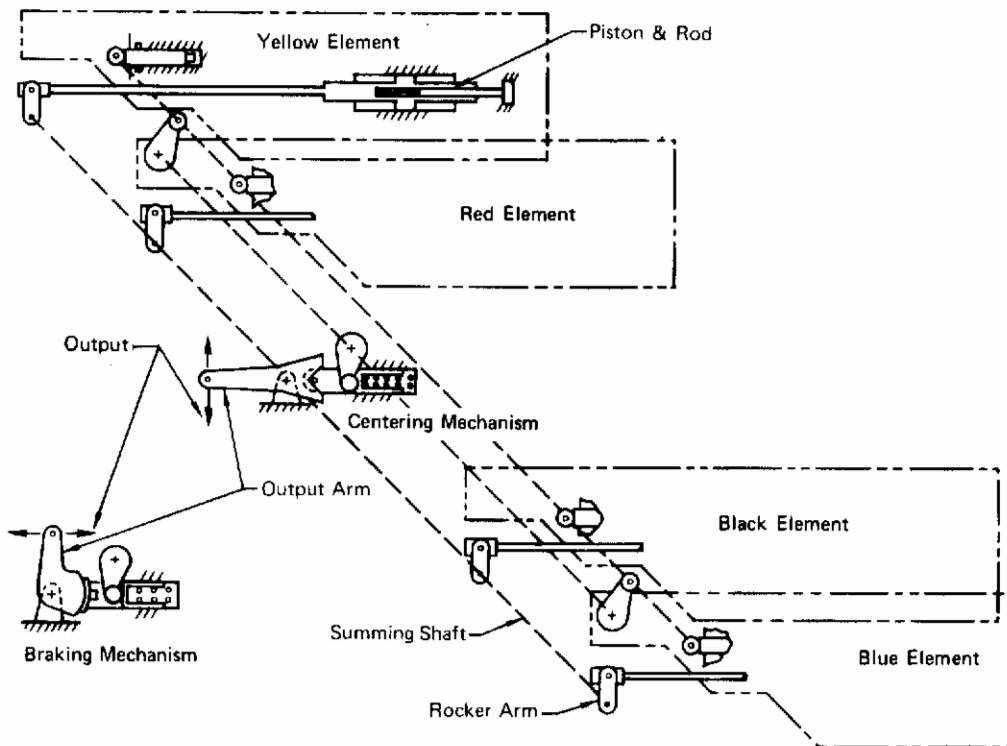 Yellow Element
Piston & Rod
Red Element
Output
Centering Mechanism
Output Arm
Black Element
Summing Shaft
Braking Mechanism
Blue Element
Rocker Arm